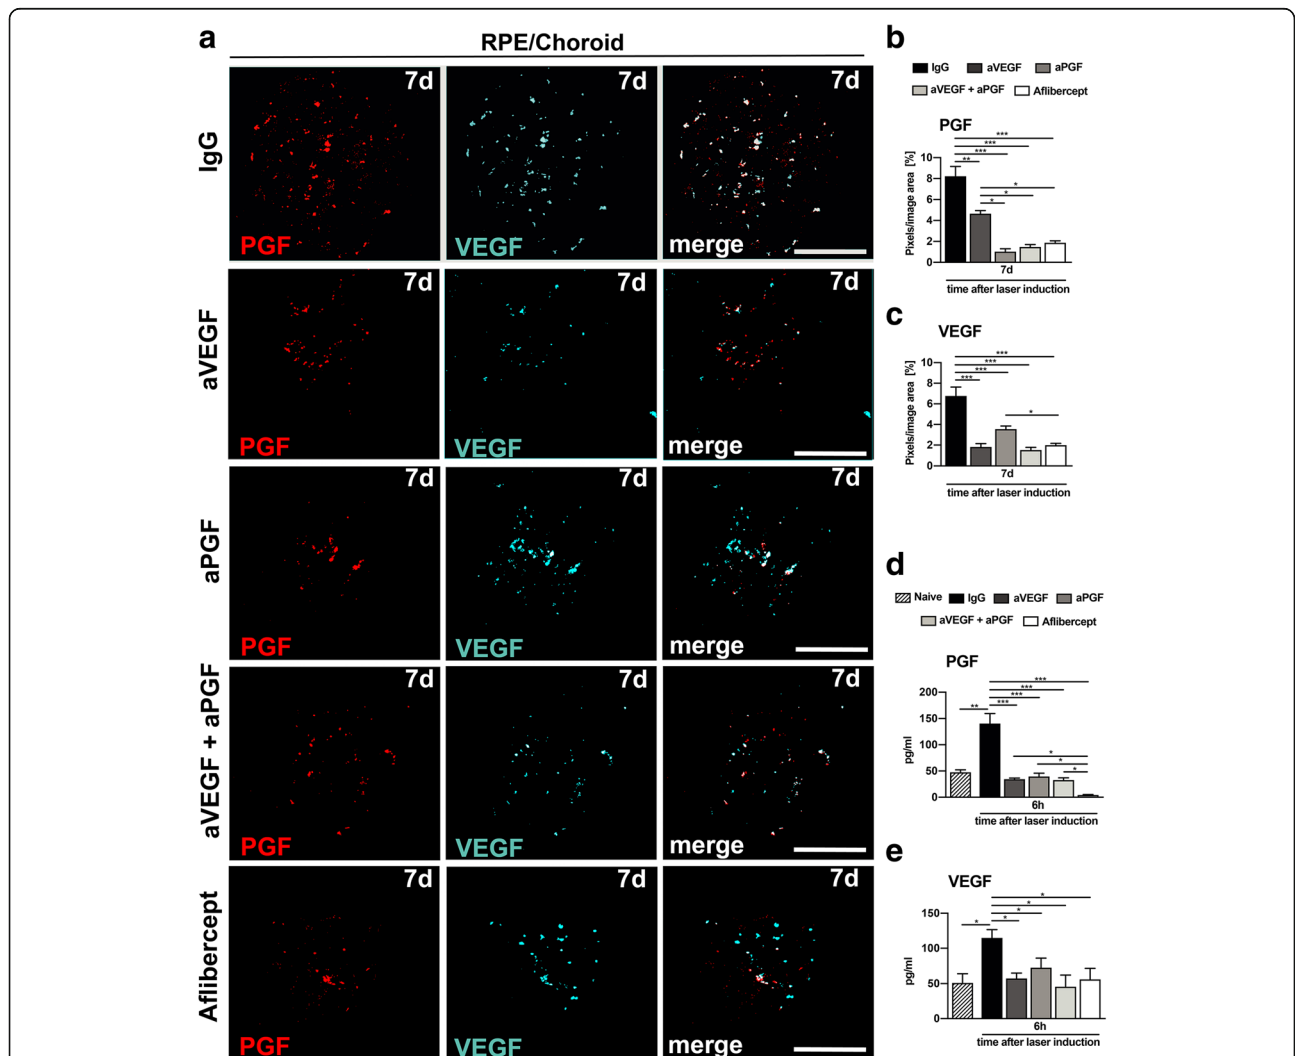 a
RPE/Choroid
IgG
7d
7d
7d
PGF
VEGF
merge
aVEGF
7d
7d
7d
PGF
VEGF
merge
aPGF
7d
7d
7d
PGF
VEGF
merge
aVEGF + aPGF
7d
7d
7d
PGF
VEGF
merge
Aflibercept
7d
7d
7d
PGF
VEGF
merge
b
IgG aVEGF aPGF
aVEGF + aPGF Aflibercept
PGF
***
***
***
**
*
*
*
Pixels/image area [%]
10
8
6
4
2
0
7d
time after laser induction
c
VEGF
***
***
***
***
*
Pixels/image area [%]
10
8
6
4
2
0
7d
time after laser induction
d
Naive IgG aVEGF aPGF
aVEGF + aPGF Aflibercept
PGF
***
***
***
***
**
*
*
*
pg/ml
200
150
100
50
0
6h
time after laser induction
e
VEGF
*
*
*
*
*
pg/ml
150
100
50
0
6h
time after laser induction